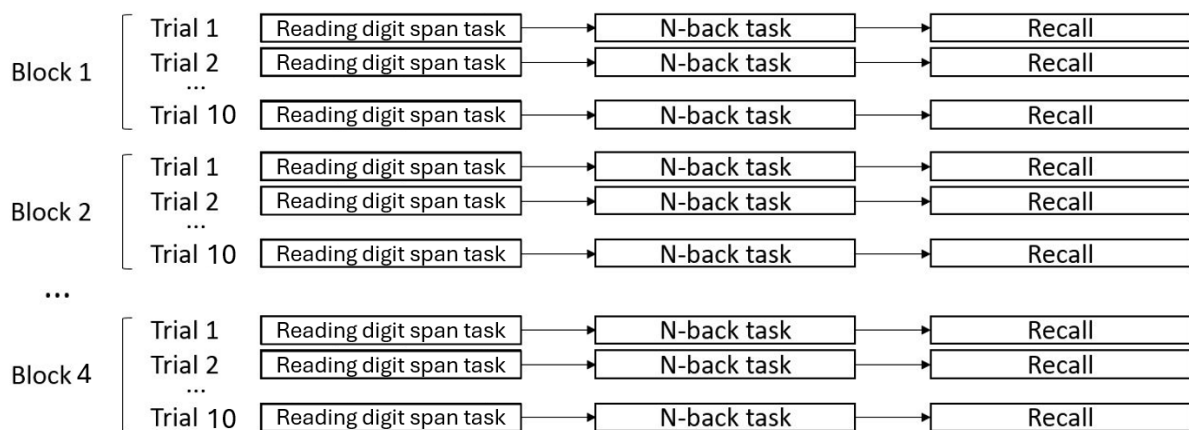 Trial 1 Reading digit span task N-back task Recall
Block 1 Trial 2 Reading digit span task N-back task Recall
...
Trial 10 Reading digit span task N-back task Recall
Trial 1 Reading digit span task N-back task Recall
Block 2 Trial 2 Reading digit span task N-back task Recall
...
Trial 10 Reading digit span task N-back task Recall
...
Trial 1 Reading digit span task N-back task Recall
Block 4 Trial 2 Reading digit span task N-back task Recall
...
Trial 10 Reading digit span task N-back task Recall